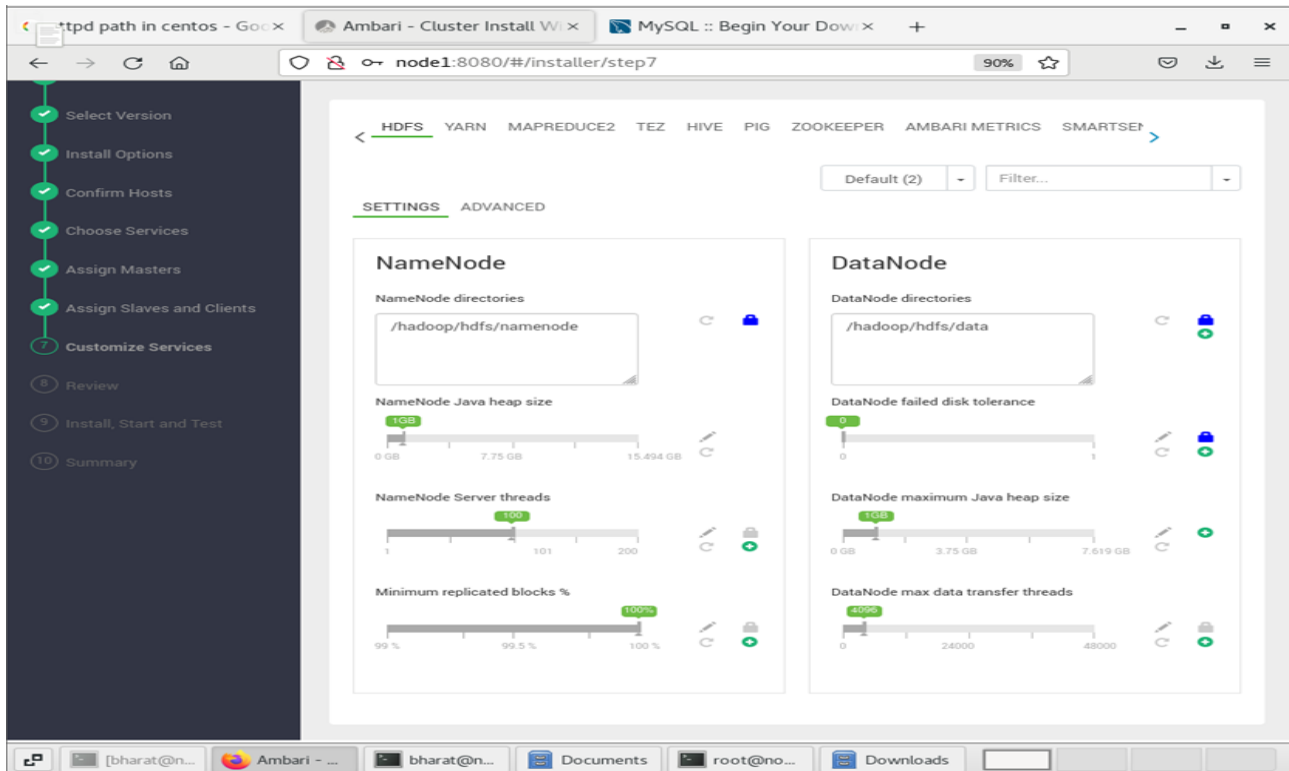 ttpd path in centos - Goo
Ambari - Cluster Install Wi
MySQL :: Begin Your Dow
node1:8080/#/installer/step7
90%
Select Version
Install Options
Confirm Hosts
Choose Services
Assign Masters
Assign Slaves and Clients
7 Customize Services
8 Review
9 Install, Start and Test
10 Summary
HDFS YARN MAPREDUCE2 TEZ HIVE PIG ZOOKEEPER AMBARI METRICS SMARTSE
Default (2)
Filter...
SETTINGS ADVANCED
NameNode
NameNode directories
/hadoop/hdfs/namenode
NameNode Java heap size
1GB
0 GB 7.75 GB 15.494 GB
NameNode Server threads
100
1 101 200
Minimum replicated blocks %
100%
99 % 99.5 % 100 %
DataNode
DataNode directories
/hadoop/hdfs/data
DataNode failed disk tolerance
0
0 1
DataNode maximum Java heap size
1GB
0 GB 3.75 GB 7.619 GB
DataNode max data transfer threads
4096
0 24000 48000
[bharat@n...
Ambari - ...
bharat@n...
Documents
root@no...
Downloads